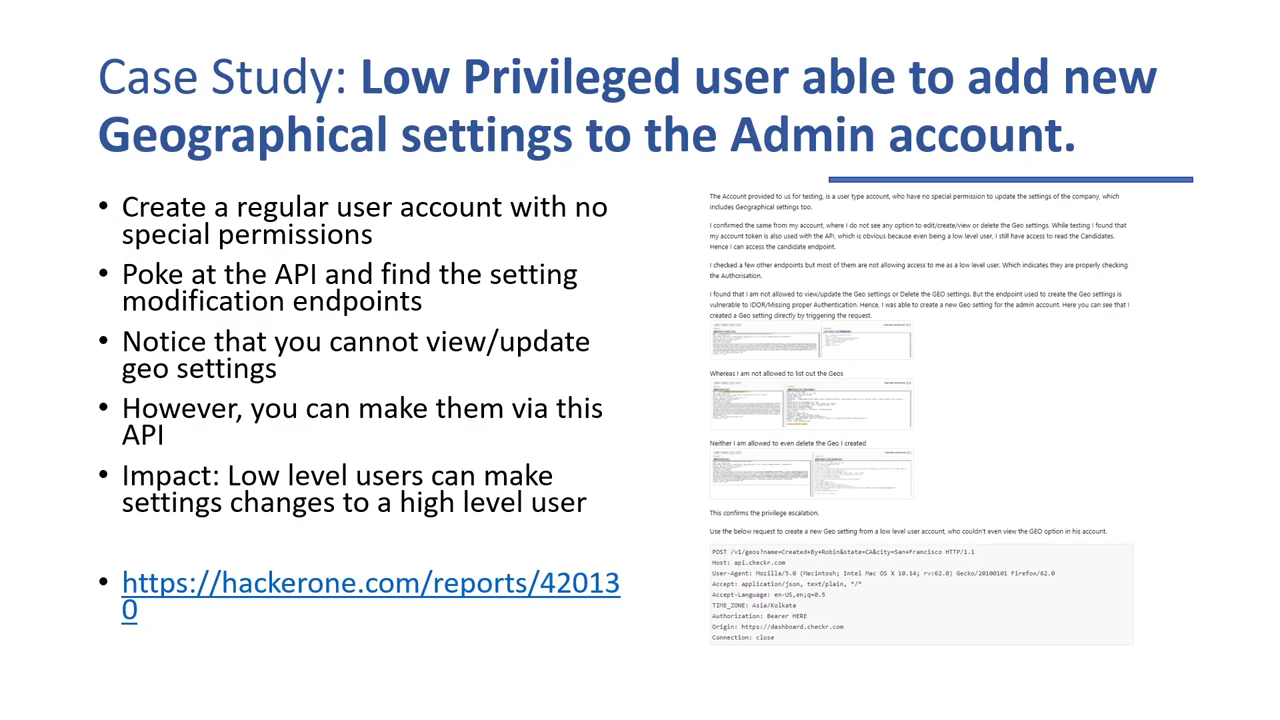 Case Study: Low Privileged user able to add new
Geographical settings to the Admin account.
• Create a regular user account with no
special permissions
• Poke at the API and find the setting
modification endpoints
• Notice that you cannot view/update
geo settings
• However, you can make them via this
API
• Impact: Low level users can make
settings changes to a high level user
• https://hackerone.com/reports/42013
0
The Account provided to us for testing, is a user type account, who have no special permission to update the settings of the company, which
includes Geographical settings too.
I confirmed the same from my account, where I do not see any option to edit/create/view or delete the Geo settings. While testing I found that
my account token is also used with the API, which is obvious because even being a low level user, I still have access to read the Candidates.
Hence I can access the candidate endpoint.
I checked a few other endpoints but most of them are not allowing access to me as a low level user. Which indicates they are properly checking
the Authorisation.
I found that I am not allowed to view/update the Geo settings or Delete the GEO settings. But the endpoint used to create the Geo settings is
vulnerable to IDOR/Missing proper Authentication. Hence, I was able to create a new Geo setting for the admin account. Here you can see that I
created a Geo setting directly by triggering the request.
Whereas I am not allowed to list out the Geos
Neither I am allowed to even delete the Geo I created
This confirms the privilege escalation.
Use the below request to create a new Geo setting from a low level user account, who couldn't even view the GEO option in his account.
POST /v1/geos?name=Created+By+Robin&state=CA&city=San+Francisco HTTP/1.1
Host: api.checkr.com
User-Agent: Mozilla/5.0 (Macintosh; Intel Mac OS X 10.14; rv:62.0) Gecko/20100101 Firefox/62.0
Accept: application/json, text/plain, */*
Accept-Language: en-US,en;q=0.5
TIME_ZONE: Asia/Kolkata
Authorization: Bearer HERE
Origin: https://dashboard.checkr.com
Connection: close